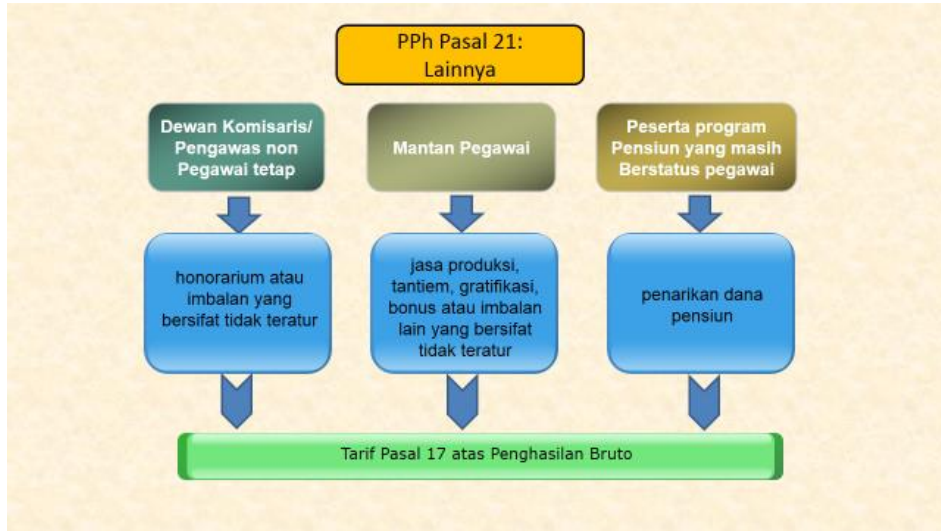 PPh Pasal 21:
Lainnya
Dewan Komisaris/
Pengawas non
Pegawai tetap
Mantan Pegawai
Peserta program
Pensiun yang masih
Berstatus pegawai
honorarium atau
imbalan yang
bersifat tidak teratur
jasa produksi,
tantiem, gratifikasi,
bonus atau imbalan
lain yang bersifat
tidak teratur
penarikan dana
pensiun
Tarif Pasal 17 atas Penghasilan Bruto